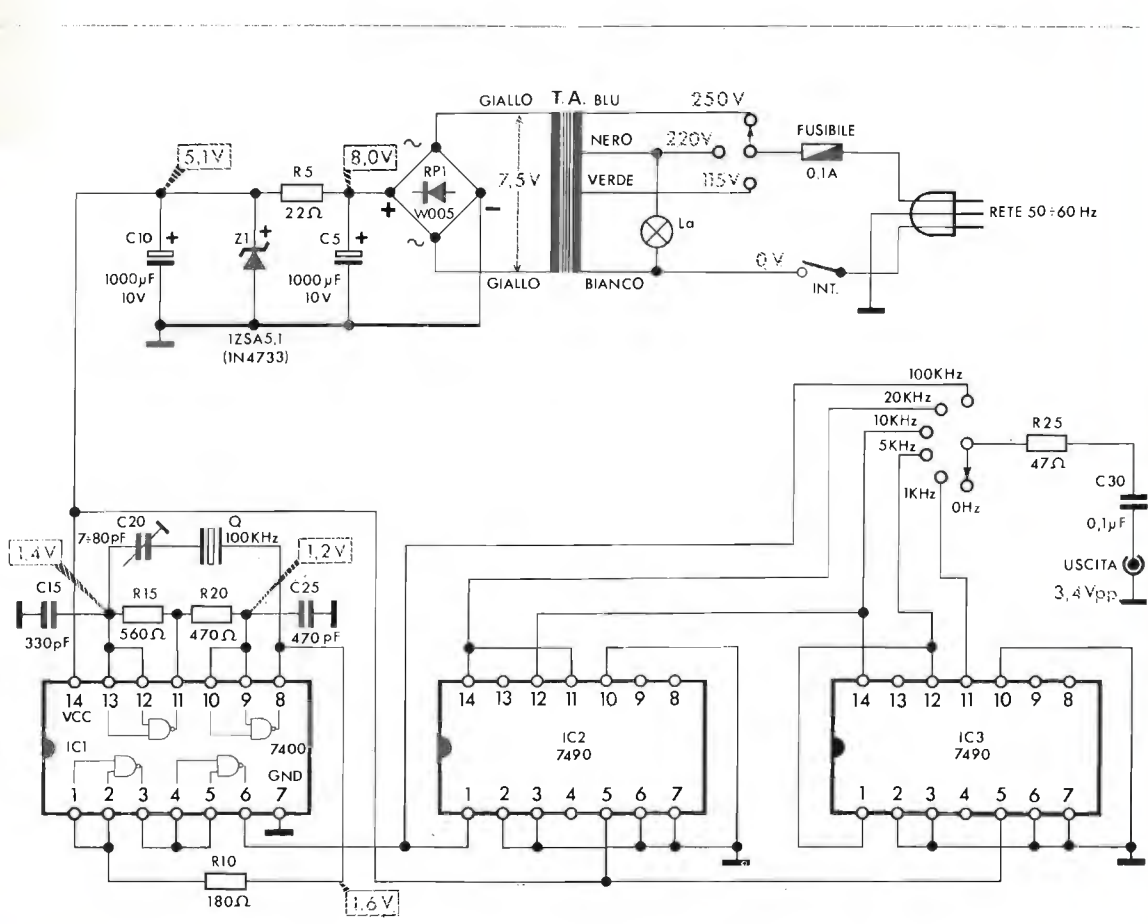 GIALLO T. A. BLU 250V
NERO 220V
FUSIBILE
0,1A
VERDE 115V
7,5V
5,1V
8,0V
R5
22Ω
RP1
W005
+
-
~
~
C10 +
1000µF
10V
Z1 +
C5 +
1000µF
10V
1ZSA5,1
(1N4733)
GIALLO BIANCO
La
0V
INT.
RETE 50÷60 Hz
100KHz
20KHz
10KHz
5KHz
1KHz
0Hz
R25
47Ω
C30
0,1µF
USCITA
3,4Vpp
C20
7÷80pF
Q
100KHz
1,4V
1,2V
C15
330pF
R15
560Ω
R20
470Ω
C25
470pF
14 13 12 11 10 9 8
VCC
IC1
7400
GND
1 2 3 4 5 6 7
R10
180Ω
1,6V
14 13 12 11 10 9 8
IC2
7490
1 2 3 4 5 6 7
14 13 12 11 10 9 8
IC3
7490
1 2 3 4 5 6 7